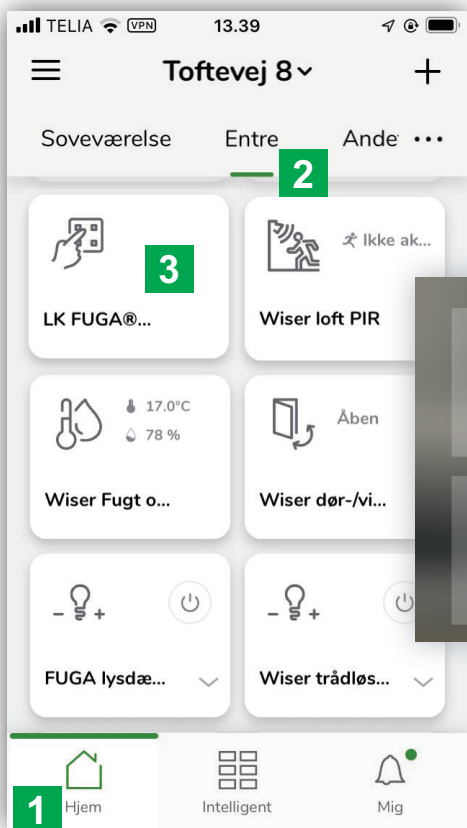 TELIA VPN 13.39
Toftevej 8
Soveværelse Entre Ande
2
3
LK FUGA®...
Ikke ak...
Wiser loft PIR
17.0°C
78 %
Wiser Fugt o...
Åben
Wiser dør-/vi...
FUGA lysdæ...
Wiser trådløs...
1
Hjem Intelligent Mig